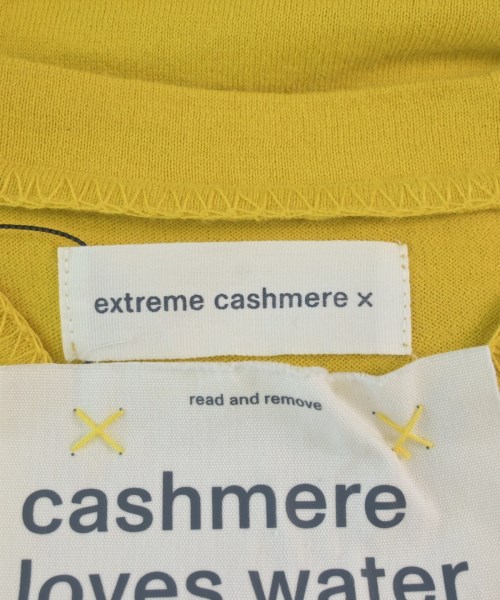 extreme cashmere x
read and remove
cashmere
loves water